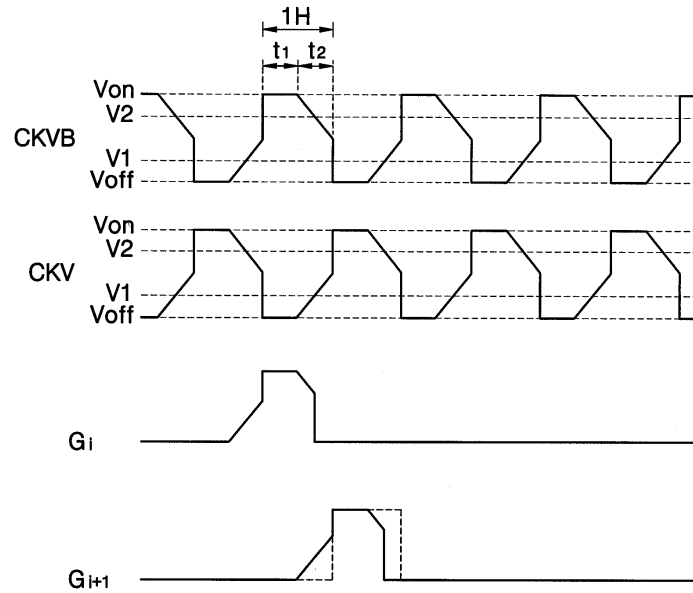 1H
t1 t2
Von
V2
CKVB
V1
Voff
Von
V2
CKV
V1
Voff
Gi
Gi+1